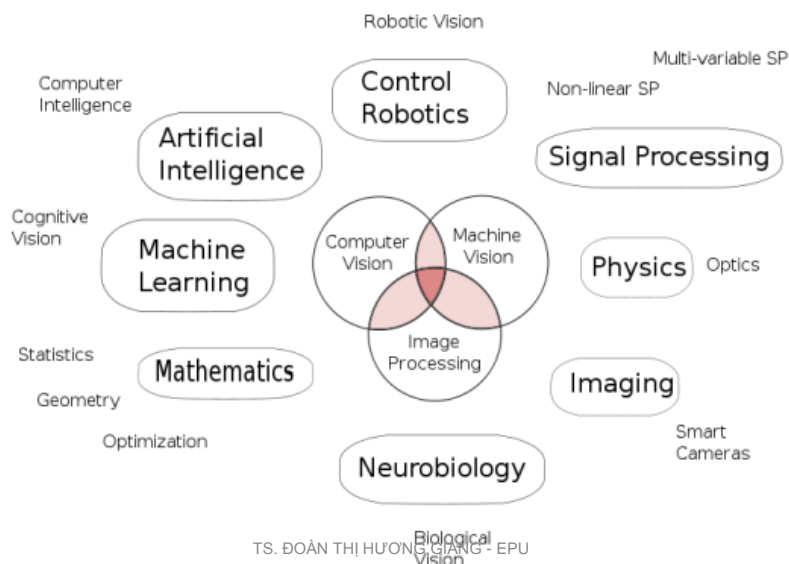 Robotic Vision
Multi-variable SP
Computer
Intelligence
Control
Robotics
Non-linear SP
Artificial
Intelligence
Signal Processing
Cognitive
Vision
Machine
Learning
Computer
Vision
Machine
Vision
Physics
Optics
Statistics
Mathematics
Image
Processing
Imaging
Geometry
Optimization
Smart
Cameras
Neurobiology
Biological
Vision
TS. ĐOÀN THỊ HƯƠNG GIANG - EPU